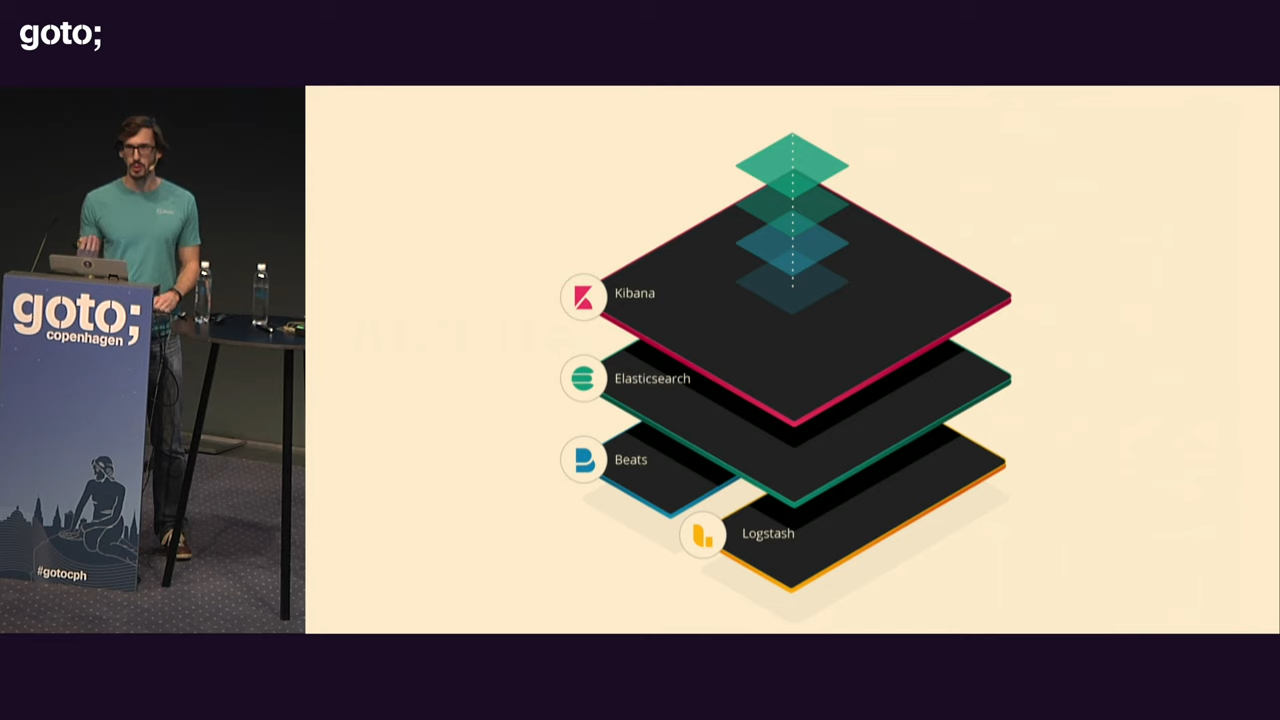 goto;
goto;
copenhagen
#gotocph
Kibana
Elasticsearch
Beats
Logstash